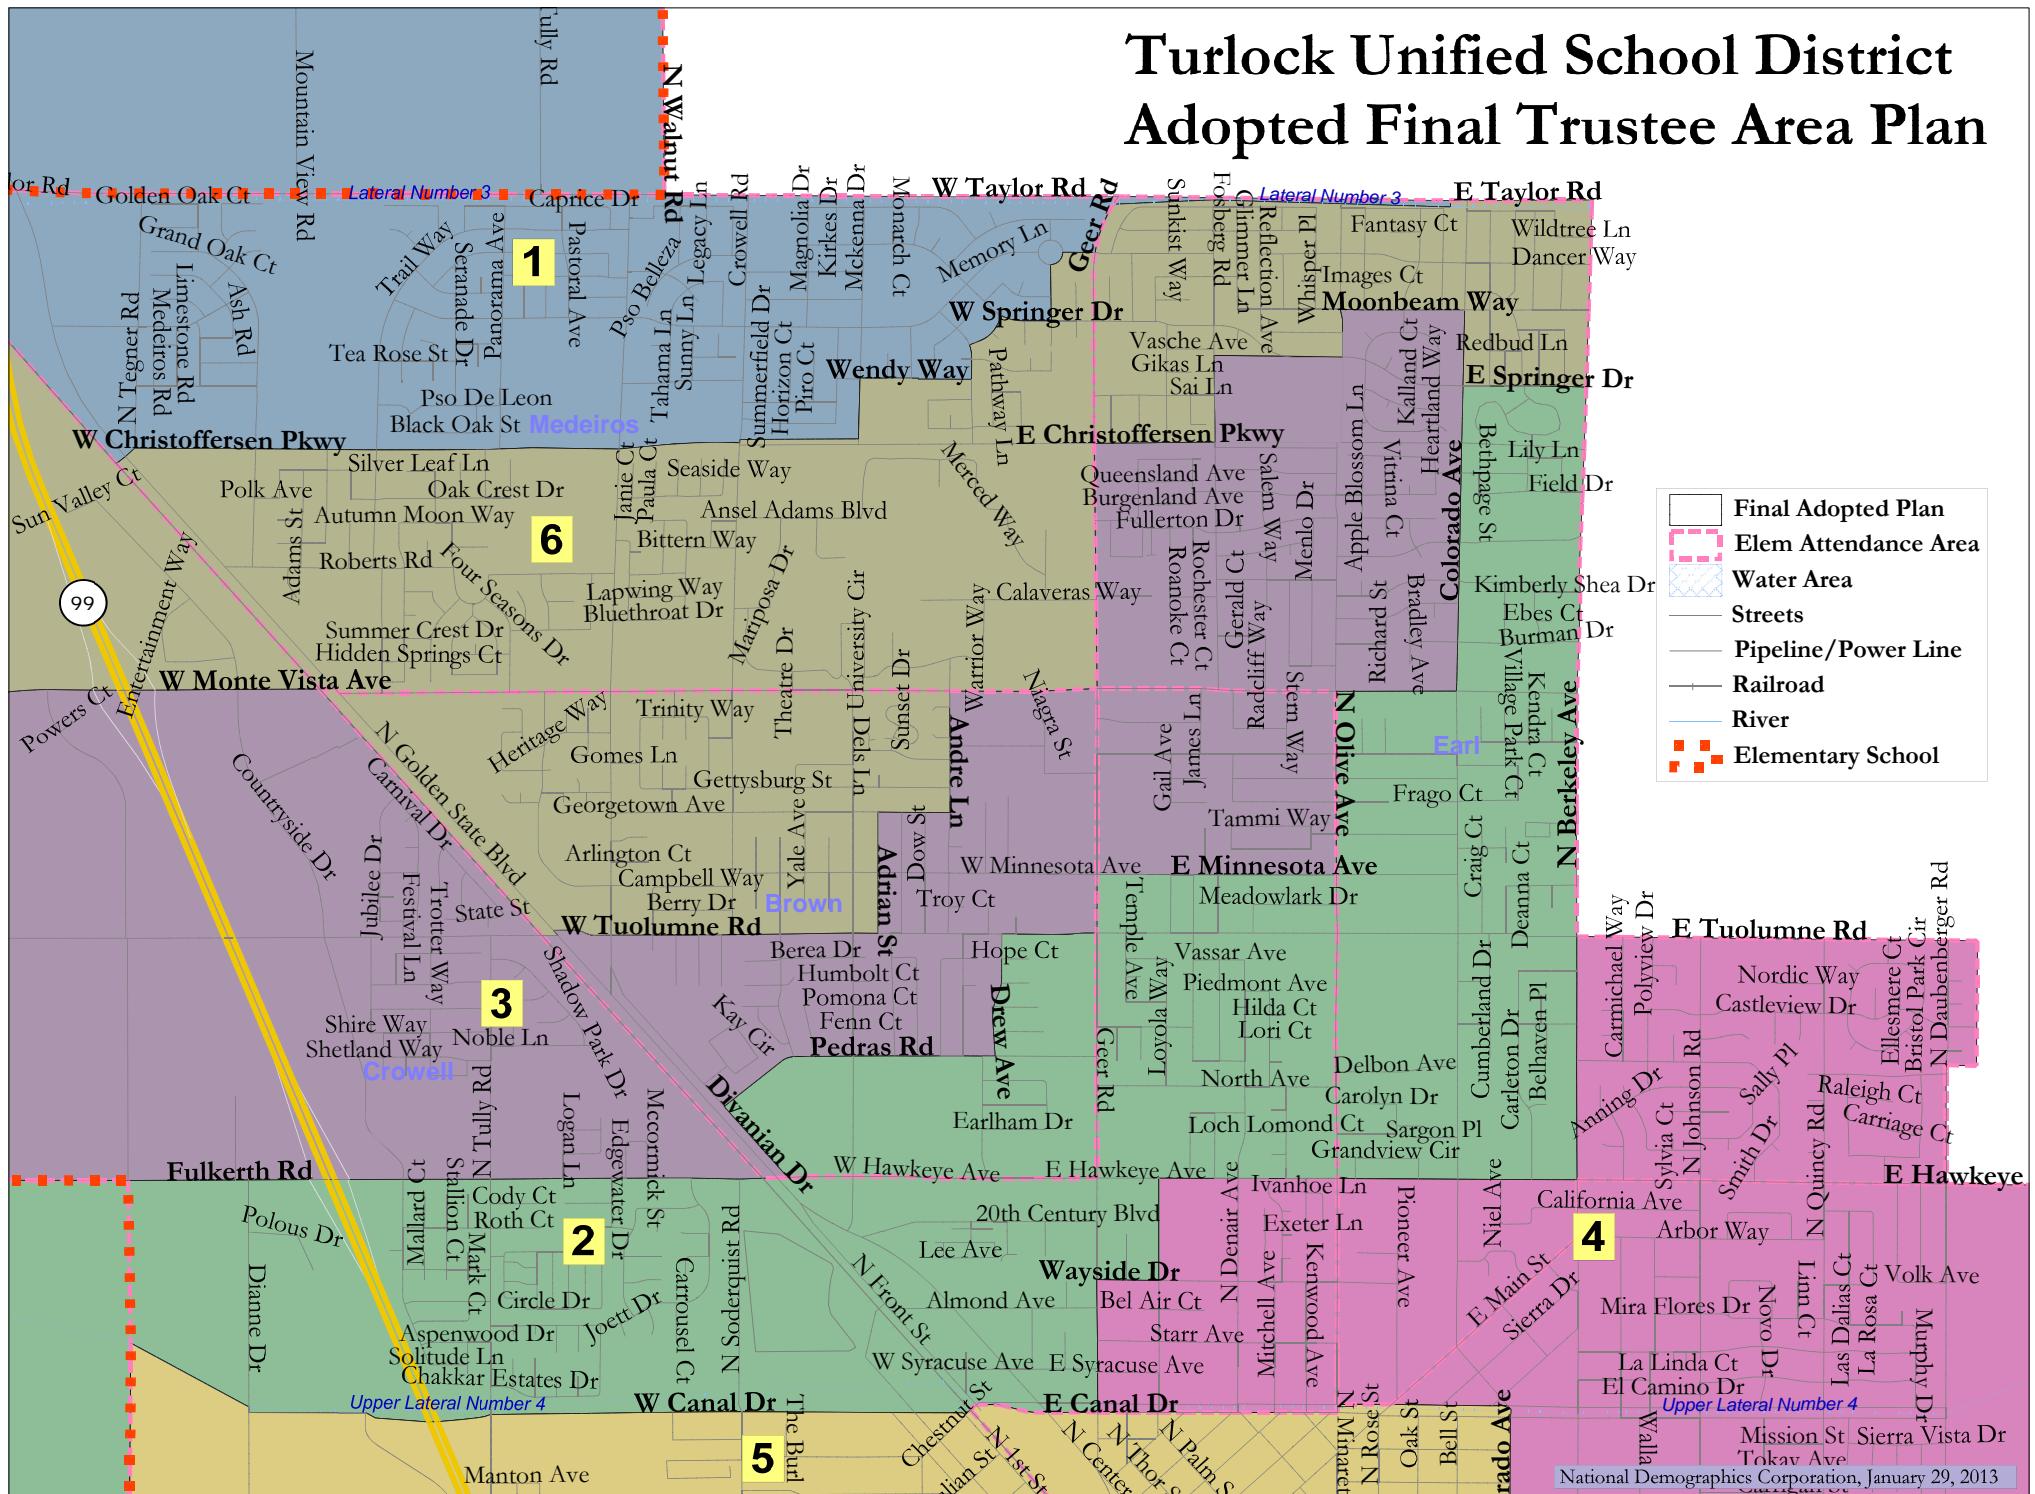 Turlock Unified School District
Adopted Final Trustee Area Plan
Tully Rd
Mountain View Rd
N Walnut Rd
lor Rd
Golden Oak Ct
Lateral Number 3
Caprice Dr
Legacy Ln
Crowell Rd
Magnolia Dr
Kirkes Dr
Mckenna Dr
Monarch Ct
W Taylor Rd
Geer Rd
Sunkist Way
Fosberg Rd
Glimmer Ln
Reflection Ave
Whisper Pl
Lateral Number 3
E Taylor Rd
Fantasy Ct
Wildtree Ln
Dancer Way
Images Ct
Moonbeam Way
Grand Oak Ct
Trail Way
Seranade Dr
Panorama Ave
1
Pastoral Ave
Pso Belleza
Memory Ln
W Springer Dr
N Tegner Rd
Medeiros Rd
Limestone Rd
Ash Rd
Tea Rose St
Tahama Ln
Sunny Ln
Summerfield Dr
Horizon Ct
Piro Ct
Wendy Way
Pathway Ln
Vasche Ave
Gikas Ln
Sai Ln
Kalland Ct
Heartland Way
Redbud Ln
E Springer Dr
Pso De Leon
Black Oak St
Medeiros
W Christoffersen Pkwy
E Christoffersen Pkwy
Silver Leaf Ln
Polk Ave
Oak Crest Dr
Autumn Moon Way
Adams St
Sun Valley Ct
Janie Ct
Paula Ct
Seaside Way
Ansel Adams Blvd
Bittern Way
Merced Way
Queensland Ave
Burgenland Ave
Fullerton Dr
Salem Way
Menlo Dr
Apple Blossom Ln
Vitrina Ct
Colorado Ave
Bethpage St
Lily Ln
Field Dr
Final Adopted Plan
Elem Attendance Area
Water Area
Streets
Pipeline/Power Line
Railroad
River
Elementary School
6
Roberts Rd
Four Seasons Dr
Lapwing Way
Bluethroat Dr
Mariposa Dr
University Cir
Warrior Way
Calaveras Way
Roanoke Ct
Rochester Ct
Gerald Ct
Radcliff Way
Richard St
Bradley Ave
Kimberly Shea Dr
Ebes Ct
Burman Dr
99
Entertainment Way
Summer Crest Dr
Hidden Springs Ct
W Monte Vista Ave
Powers Ct
Theatre Dr
Sunset Dr
Niagra St
Stern Way
N Olive Ave
Village Park Ct
Kendra Ct
N Berkeley Ave
Heritage Way
Trinity Way
Gomes Ln
Gettysburg St
Georgetown Ave
Dels Ln
Andre Ln
Gail Ave
James Ln
Earl
Frago Ct
Tammi Way
Countryside Dr
Carnival Dr
N Golden State Blvd
Arlington Ct
Campbell Way
Berry Dr
Yale Ave
Brown
Adrian St
Dow St
Troy Ct
W Minnesota Ave
E Minnesota Ave
Meadowlark Dr
Craig Ct
Deanna Ct
Jubilee Dr
Festival Ln
Trotter Way
State St
W Tuolumne Rd
Carmichael Way
Polyview Dr
E Tuolumne Rd
Ellesmere Ct
Bristol Park Cir
N Daubenberger Rd
Berea Dr
Humbolt Ct
Pomona Ct
Fenn Ct
Hope Ct
Temple Ave
Loyola Way
Vassar Ave
Piedmont Ave
Hilda Ct
Lori Ct
Cumberland Dr
Nordic Way
Castleview Dr
3
Shadow Park Dr
Kay Cir
Shire Way
Noble Ln
Shetland Way
Crowell
Pedras Rd
Drew Ave
Geer Rd
Delbon Ave
North Ave
Carolyn Dr
Carleton Dr
Belhaven Pl
Anning Dr
N Johnson Rd
Sally Pl
Raleigh Ct
Carriage Ct
N Tully Rd
Logan Ln
Edgewater Dr
Mccormick St
Divanian Dr
Earlham Dr
Loch Lomond Ct
Sargon Pl
Grandview Cir
Sylvia Ct
Smith Dr
N Quincy Rd
Fulkerth Rd
W Hawkeye Ave
E Hawkeye Ave
E Hawkeye
Mallard Ct
Stallion Ct
Cody Ct
Roth Ct
Mark Ct
2
Polous Dr
Dianne Dr
N Soderquist Rd
Carrousel Ct
20th Century Blvd
Lee Ave
Wayside Dr
N Denair Ave
Ivanhoe Ln
Exeter Ln
Pioneer Ave
Niel Ave
California Ave
4
Arbor Way
Circle Dr
Joett Dr
N Front St
Almond Ave
Bel Air Ct
Starr Ave
Mitchell Ave
Kenwood Ave
E Main St
Sierra Dr
Mira Flores Dr
Novo Dr
Linn Ct
Las Dalias Ct
La Rosa Ct
Volk Ave
Murphy Dr
Aspenwood Dr
Solitude Ln
Chakkar
Estates Dr
W Syracuse Ave
E Syracuse Ave
La Linda Ct
El Camino Dr
Upper Lateral Number 4
W Canal Dr
E Canal Dr
Upper Lateral Number 4
The Burl
5
Manton Ave
Chestnut St
lian St
N 1st St
N Center
N Thor S
N Palm S
N Minaret
N Rose St
Oak St
Bell St
rado Ave
Walla
Mission St
Sierra Vista Dr
Tokay Ave
National Demographics Corporation, January 29, 2013